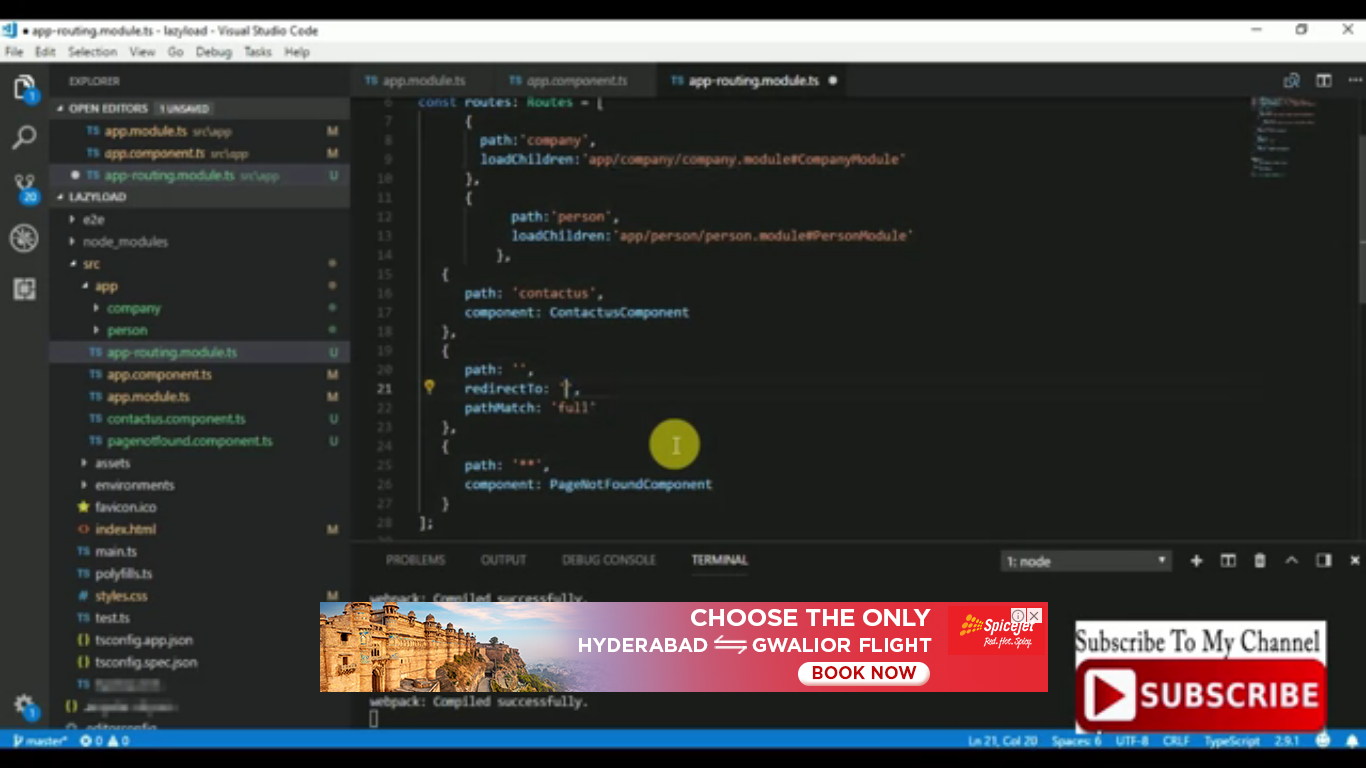 app-routing.module.ts - lazyload - Visual Studio Code
File Edit Selection View Go Debug Tasks Help
EXPLORER
OPEN EDITORS 1 UNSAVED
TS app.module.ts src\app M
TS app.component.ts src\app M
TS app-routing.module.ts src\app U
LAZYLOAD
e2e
node_modules
src
app
company
person
TS app-routing.module.ts U
TS app.component.ts M
TS app.module.ts M
TS contactus.component.ts U
TS pagenotfound.component.ts U
assets
environments
favicon.ico
index.html M
TS main.ts
TS polyfills.ts
TS styles.css M
TS test.ts
{} tsconfig.app.json
{} tsconfig.spec.json
TS
{}
.editorconfig
1
20
1
TS app.module.ts TS app.component.ts TS app-routing.module.ts
6 const routes: Routes = [
7 {
8 path:'company',
9 loadChildren:'app/company/company.module#CompanyModule'
10 },
11 {
12 path:'person',
13 loadChildren:'app/person/person.module#PersonModule'
14 },
15 {
16 path: 'contactus',
17 component: ContactusComponent
18 },
19 {
20 path: '',
21 redirectTo: '',
22 pathMatch: 'full'
23 },
24 {
25 path: '**',
26 component: PageNotFoundComponent
27 }
28 ];
PROBLEMS OUTPUT DEBUG CONSOLE TERMINAL 1: node
webpack: Compiled successfully.
CHOOSE THE ONLY
HYDERABAD GWALIOR FLIGHT
BOOK NOW
SpiceJet
Red. Hot. Spicy.
webpack: Compiled successfully.
Subscribe To My Channel
SUBSCRIBE
master* 0 0 Ln 21, Col 20 Spaces: 6 UTF-8 CRLF TypeScript 2.9.1